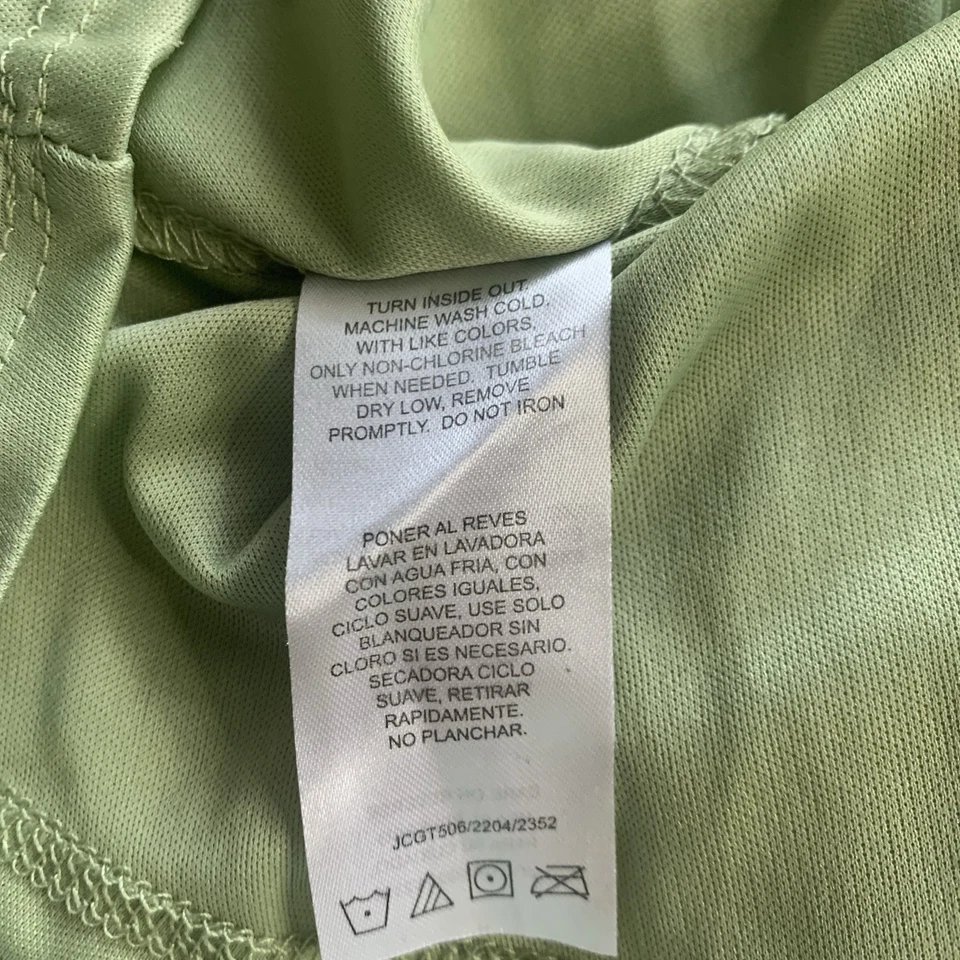 TURN INSIDE OUT.
MACHINE WASH COLD.
WITH LIKE COLORS,
ONLY NON-CHLORINE BLEACH
WHEN NEEDED. TUMBLE
DRY LOW, REMOVE
PROMPTLY. DO NOT IRON
PONER AL REVES
LAVAR EN LAVADORA
CON AGUA FRIA, CON
COLORES IGUALES,
CICLO SUAVE, USE SOLO
BLANQUEADOR SIN
CLORO SI ES NECESARIO.
SECADORA CICLO
SUAVE, RETIRAR
RAPIDAMENTE.
NO PLANCHAR.
JCGT506/2204/2352